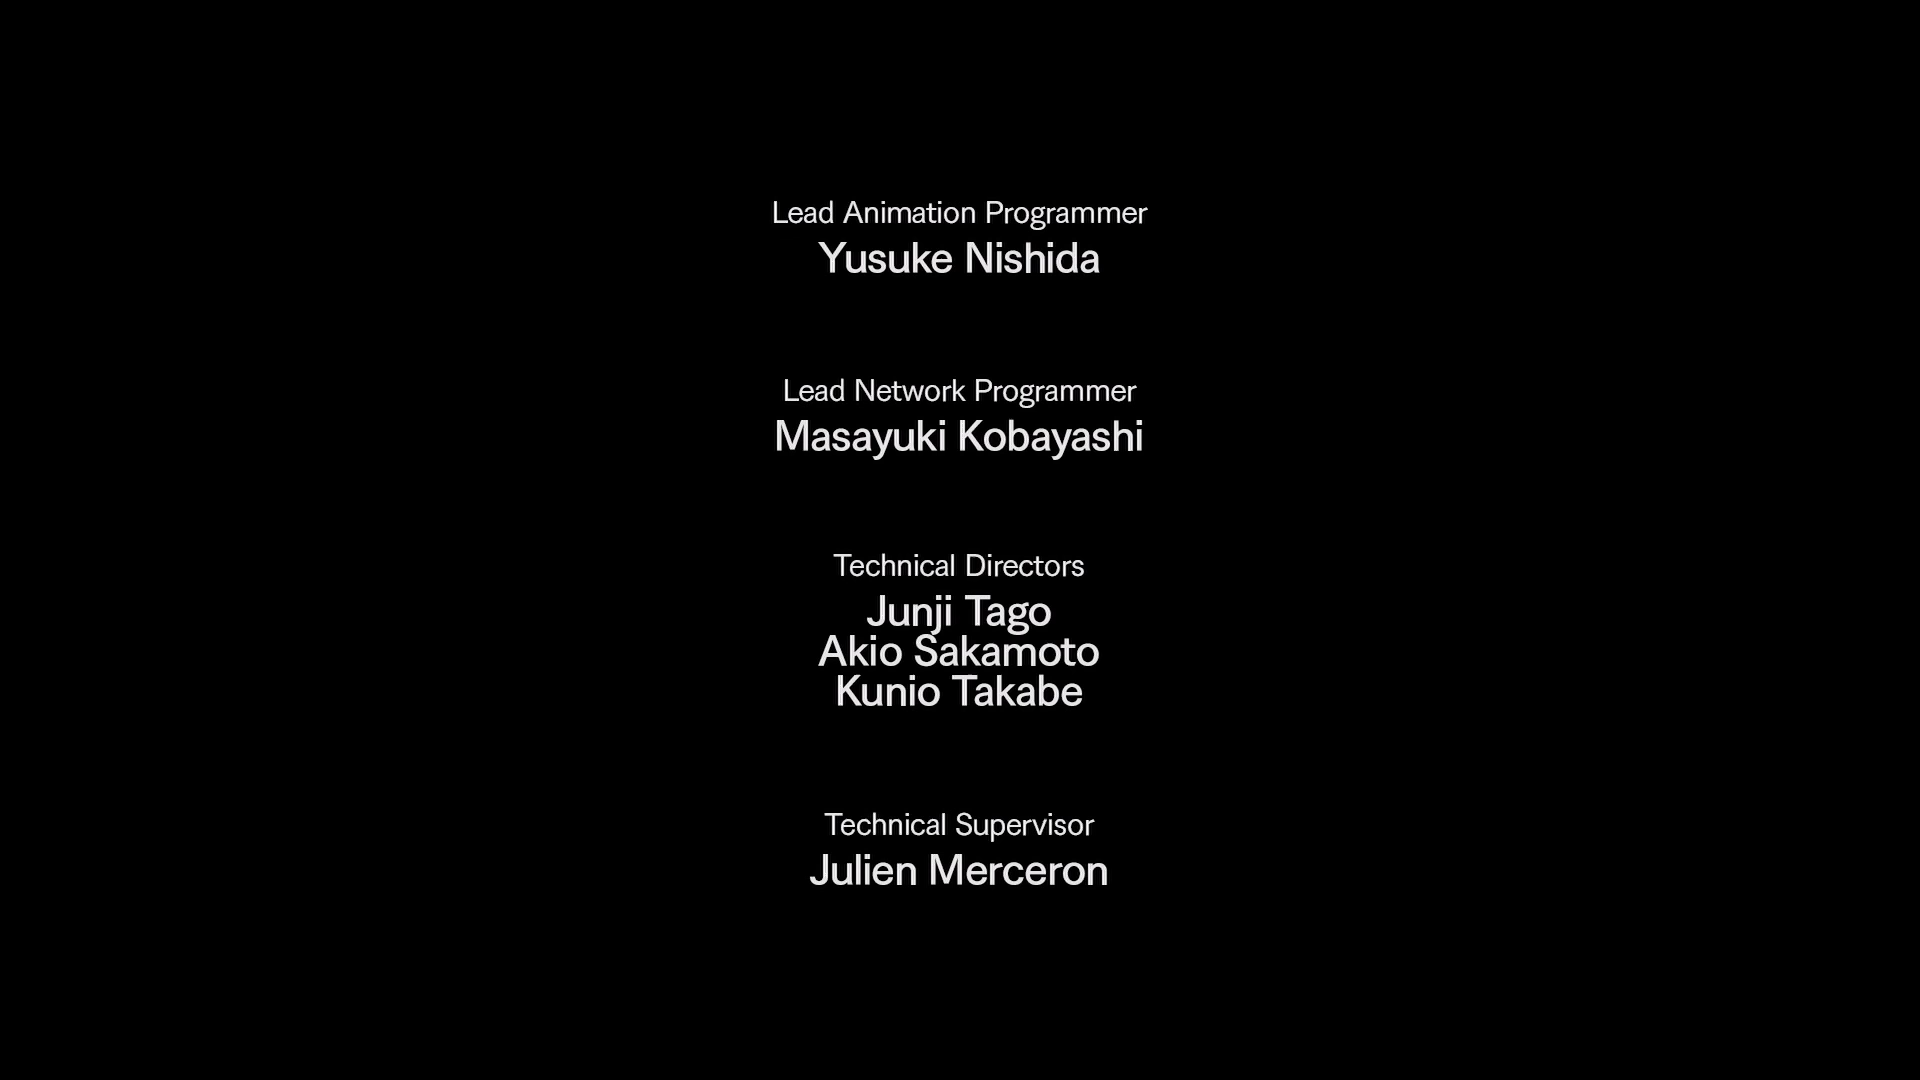 Lead Animation Programmer
Yusuke Nishida
Lead Network Programmer
Masayuki Kobayashi
Technical Directors
Junji Tago
Akio Sakamoto
Kunio Takabe
Technical Supervisor
Julien Merceron